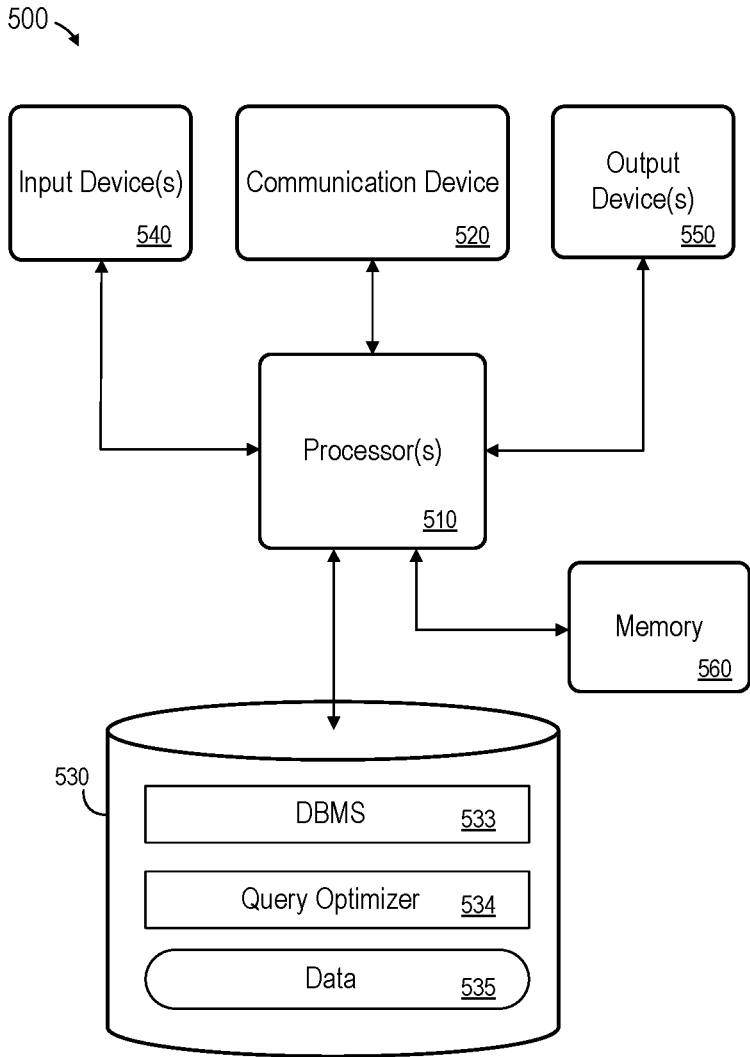 500
Input Device(s)
540
Communication Device
520
Output
Device(s)
550
Processor(s)
510
Memory
560
530
DBMS 533
Query Optimizer 534
Data 535